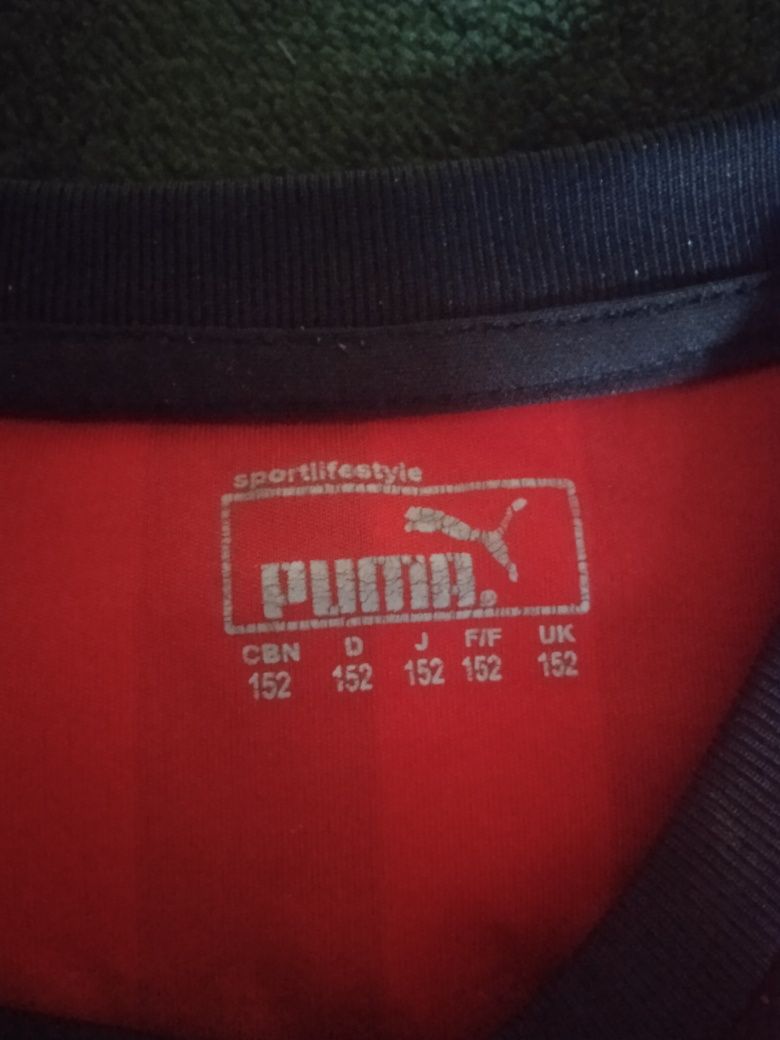 sportlifestyle
PUMA®
CBN D J F/F UK
152 152 152 152 152